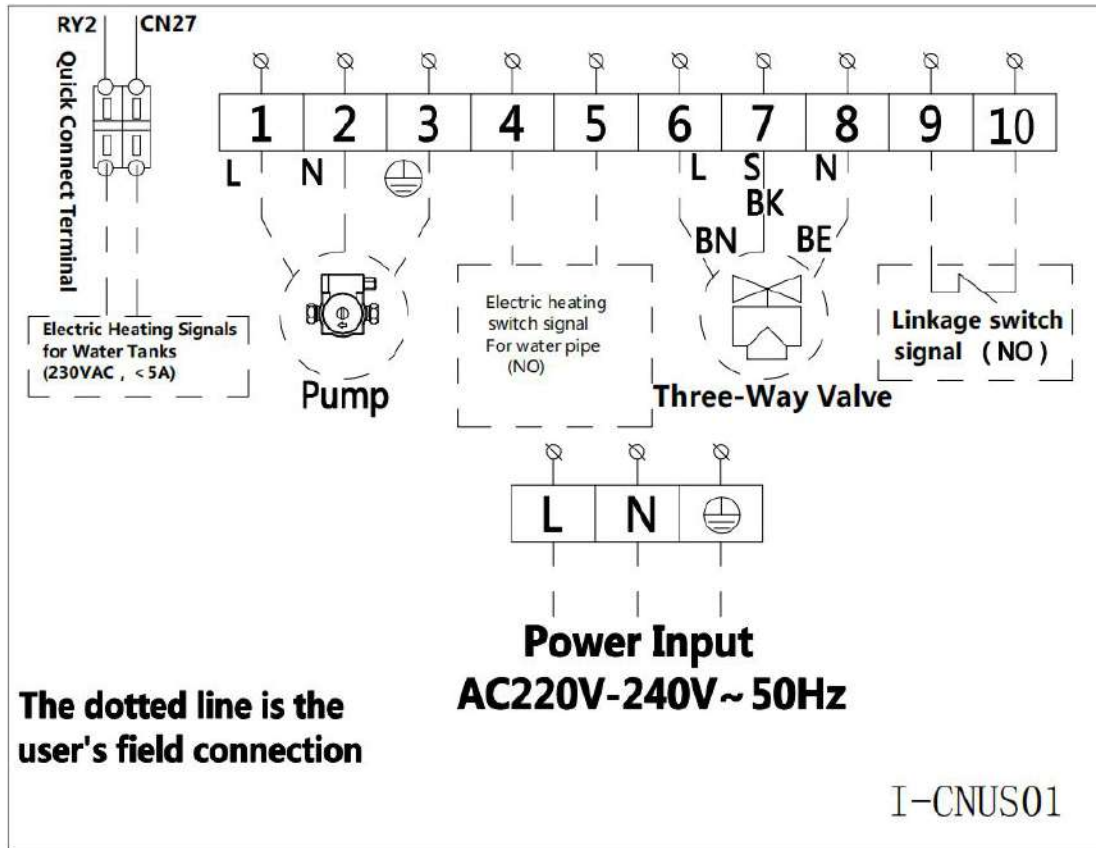 RY2 CN27
Quick Connect Terminal
1 2 3 4 5 6 7 8 9 10
L N L S N
BK
BN BE
Electric Heating Signals
for Water Tanks
(230VAC , < 5A)
Pump
Electric heating
switch signal
For water pipe
(NO)
Three-Way Valve
Linkage switch
signal ( NO )
L N
Power Input
AC220V-240V~ 50Hz
The dotted line is the
user's field connection
I-CNUS01